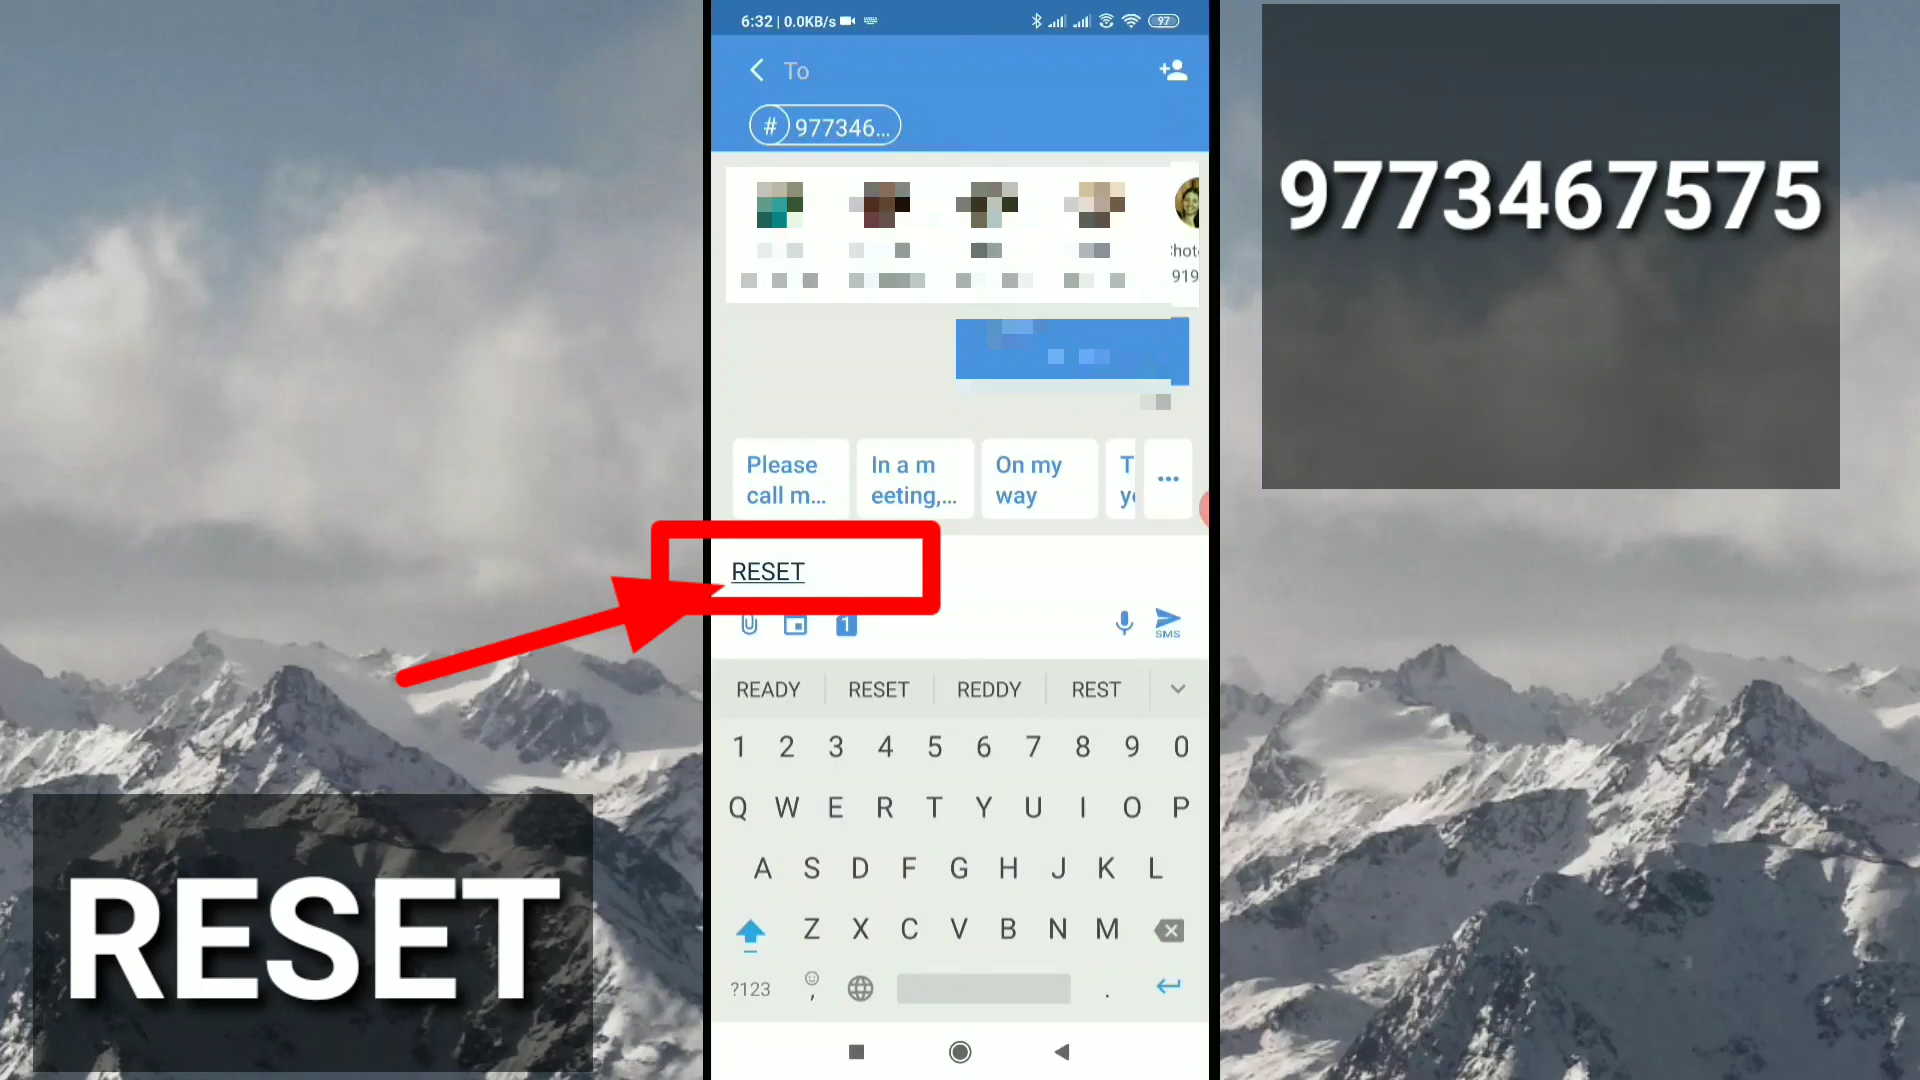 6:32 | 0.0KB/s
97
To
# 977346...
9773467575
919
Please call m...
In a m eeting,...
On my way
RESET
1
SMS
READY RESET REDDY REST
1 2 3 4 5 6 7 8 9 0
Q W E R T Y U I O P
A S D F G H J K L
Z X C V B N M
?123 , .
RESET